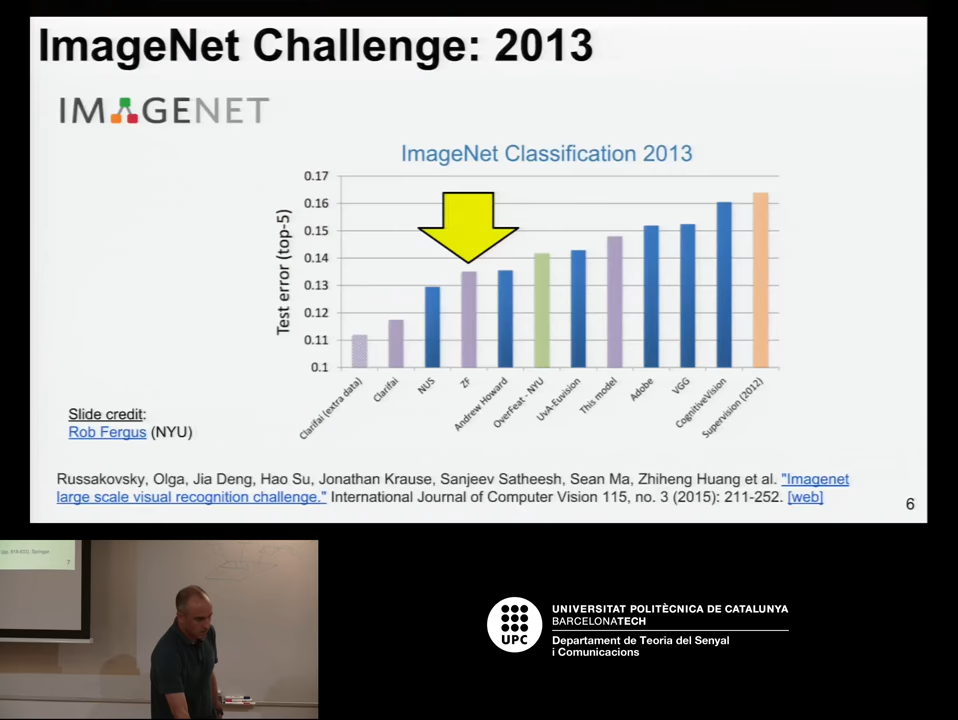 ImageNet Challenge: 2013
IMAGENET
ImageNet Classification 2013
Test error (top-5)
0.17
0.16
0.15
0.14
0.13
0.12
0.11
0.1
Clarifai (extra data)
Clarifai
NUS
ZF
Andrew Howard
OverFeat - NYU
UvA-Euvision
This model
Adobe
VGG
CognitiveVision
Supervision (2012)
Slide credit:
Rob Fergus (NYU)
Russakovsky, Olga, Jia Deng, Hao Su, Jonathan Krause, Sanjeev Satheesh, Sean Ma, Zhiheng Huang et al. "Imagenet
large scale visual recognition challenge." International Journal of Computer Vision 115, no. 3 (2015): 211-252. [web]
6
7
UPC
UNIVERSITAT POLITÈCNICA DE CATALUNYA
BARCELONATECH
Departament de Teoria del Senyal
i Comunicacions